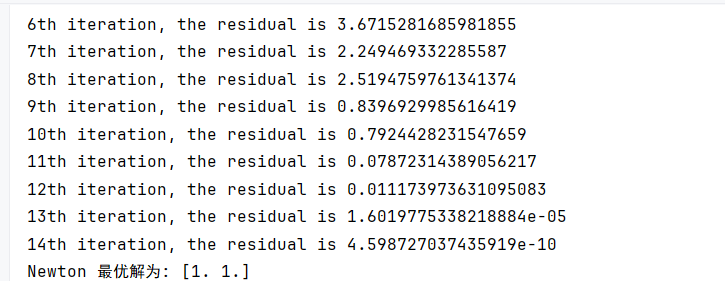 6th iteration, the residual is 3.6715281685981855
7th iteration, the residual is 2.249469332285587
8th iteration, the residual is 2.5194759761341374
9th iteration, the residual is 0.8396929985616419
10th iteration, the residual is 0.7924428231547659
11th iteration, the residual is 0.07872314389056217
12th iteration, the residual is 0.011173973631095083
13th iteration, the residual is 1.6019775338218884e-05
14th iteration, the residual is 4.598727037435919e-10
Newton 最优解为: [1. 1.]